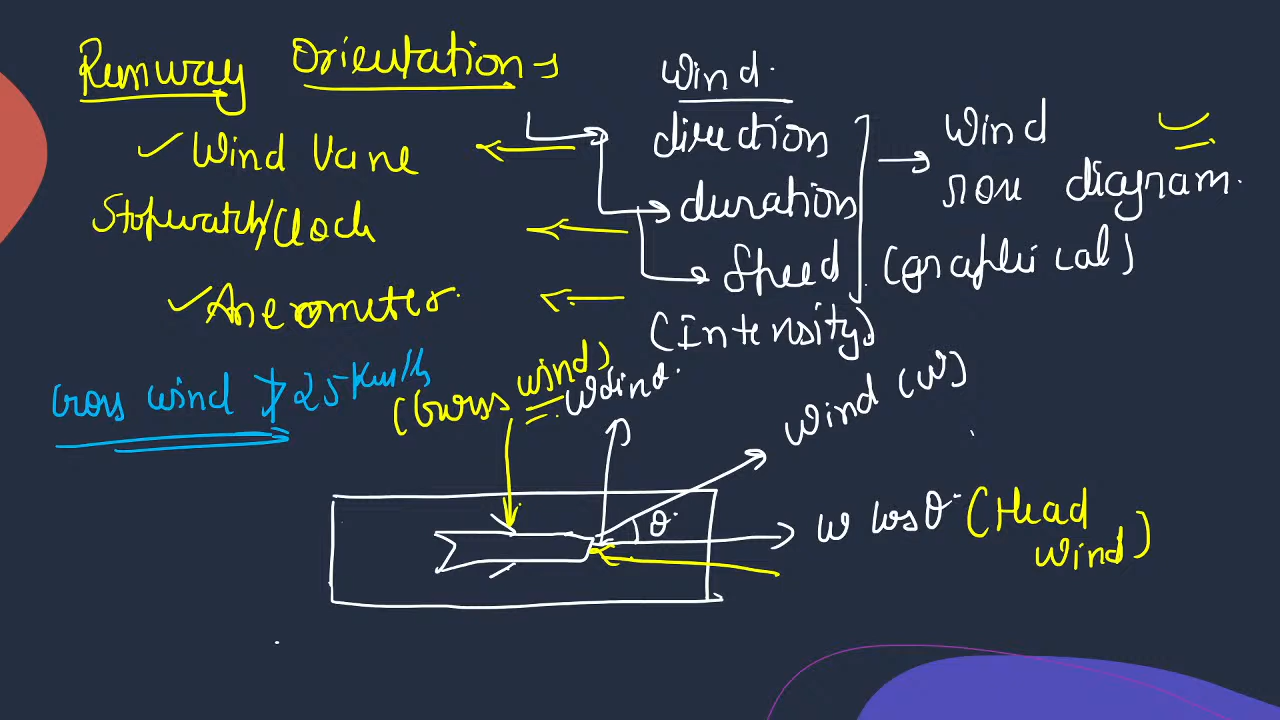 Runway Orientation
Wind
direction
✓ Wind Vane
Wind
rose diagram.
duration
Stopwatch/Clock
Speed
(graphical)
✓ Anemometer.
(Intensity)
Cross wind ≯ 25 km/h
(Cross wind)
wind (w)
θ
w cosθ (Head
wind)